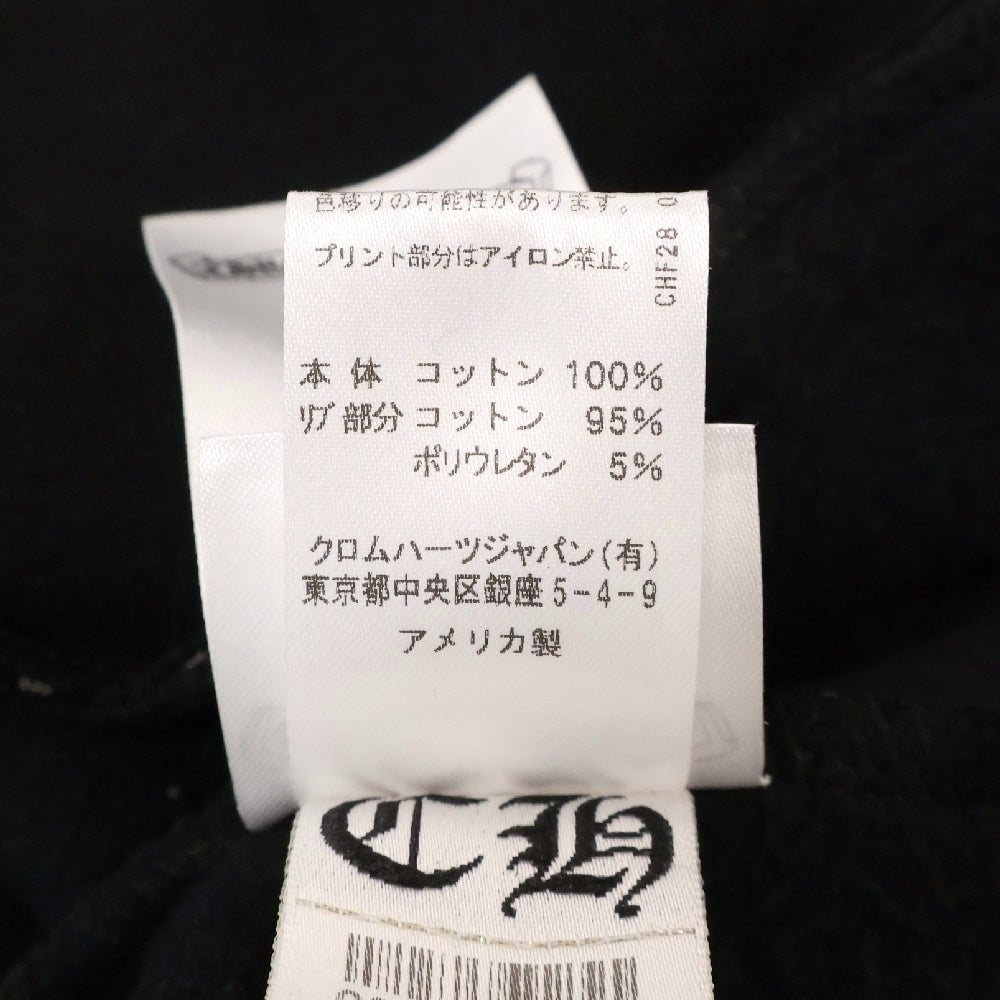 色移りの可能性があります。
プリント部分はアイロン禁止。
CHF28 0
本体 コットン 100%
リブ部分 コットン 95%
ポリウレタン 5%
クロムハーツジャパン(有)
東京都中央区銀座5-4-9
アメリカ製
CH